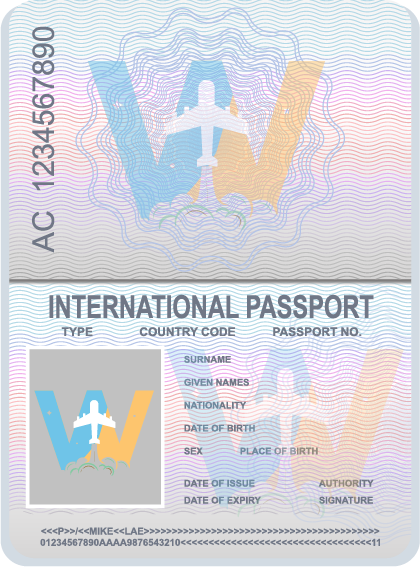 AC 1234567890
INTERNATIONAL PASSPORT
TYPE COUNTRY CODE PASSPORT NO.
SURNAME
GIVEN NAMES
NATIONALITY
DATE OF BIRTH
SEX PLACE OF BIRTH
DATE OF ISSUE AUTHORITY
DATE OF EXPIRY SIGNATURE
<<<P>>/<<MIKE<<LAE>>>>>>>>>>>>>>>>>>>>>>>>>>>>>>>>>>>>>>>
01234567890AAAA9876543210<<<<<<<<<<<<<<<<<<<<<<<<<<<<<<<<<11